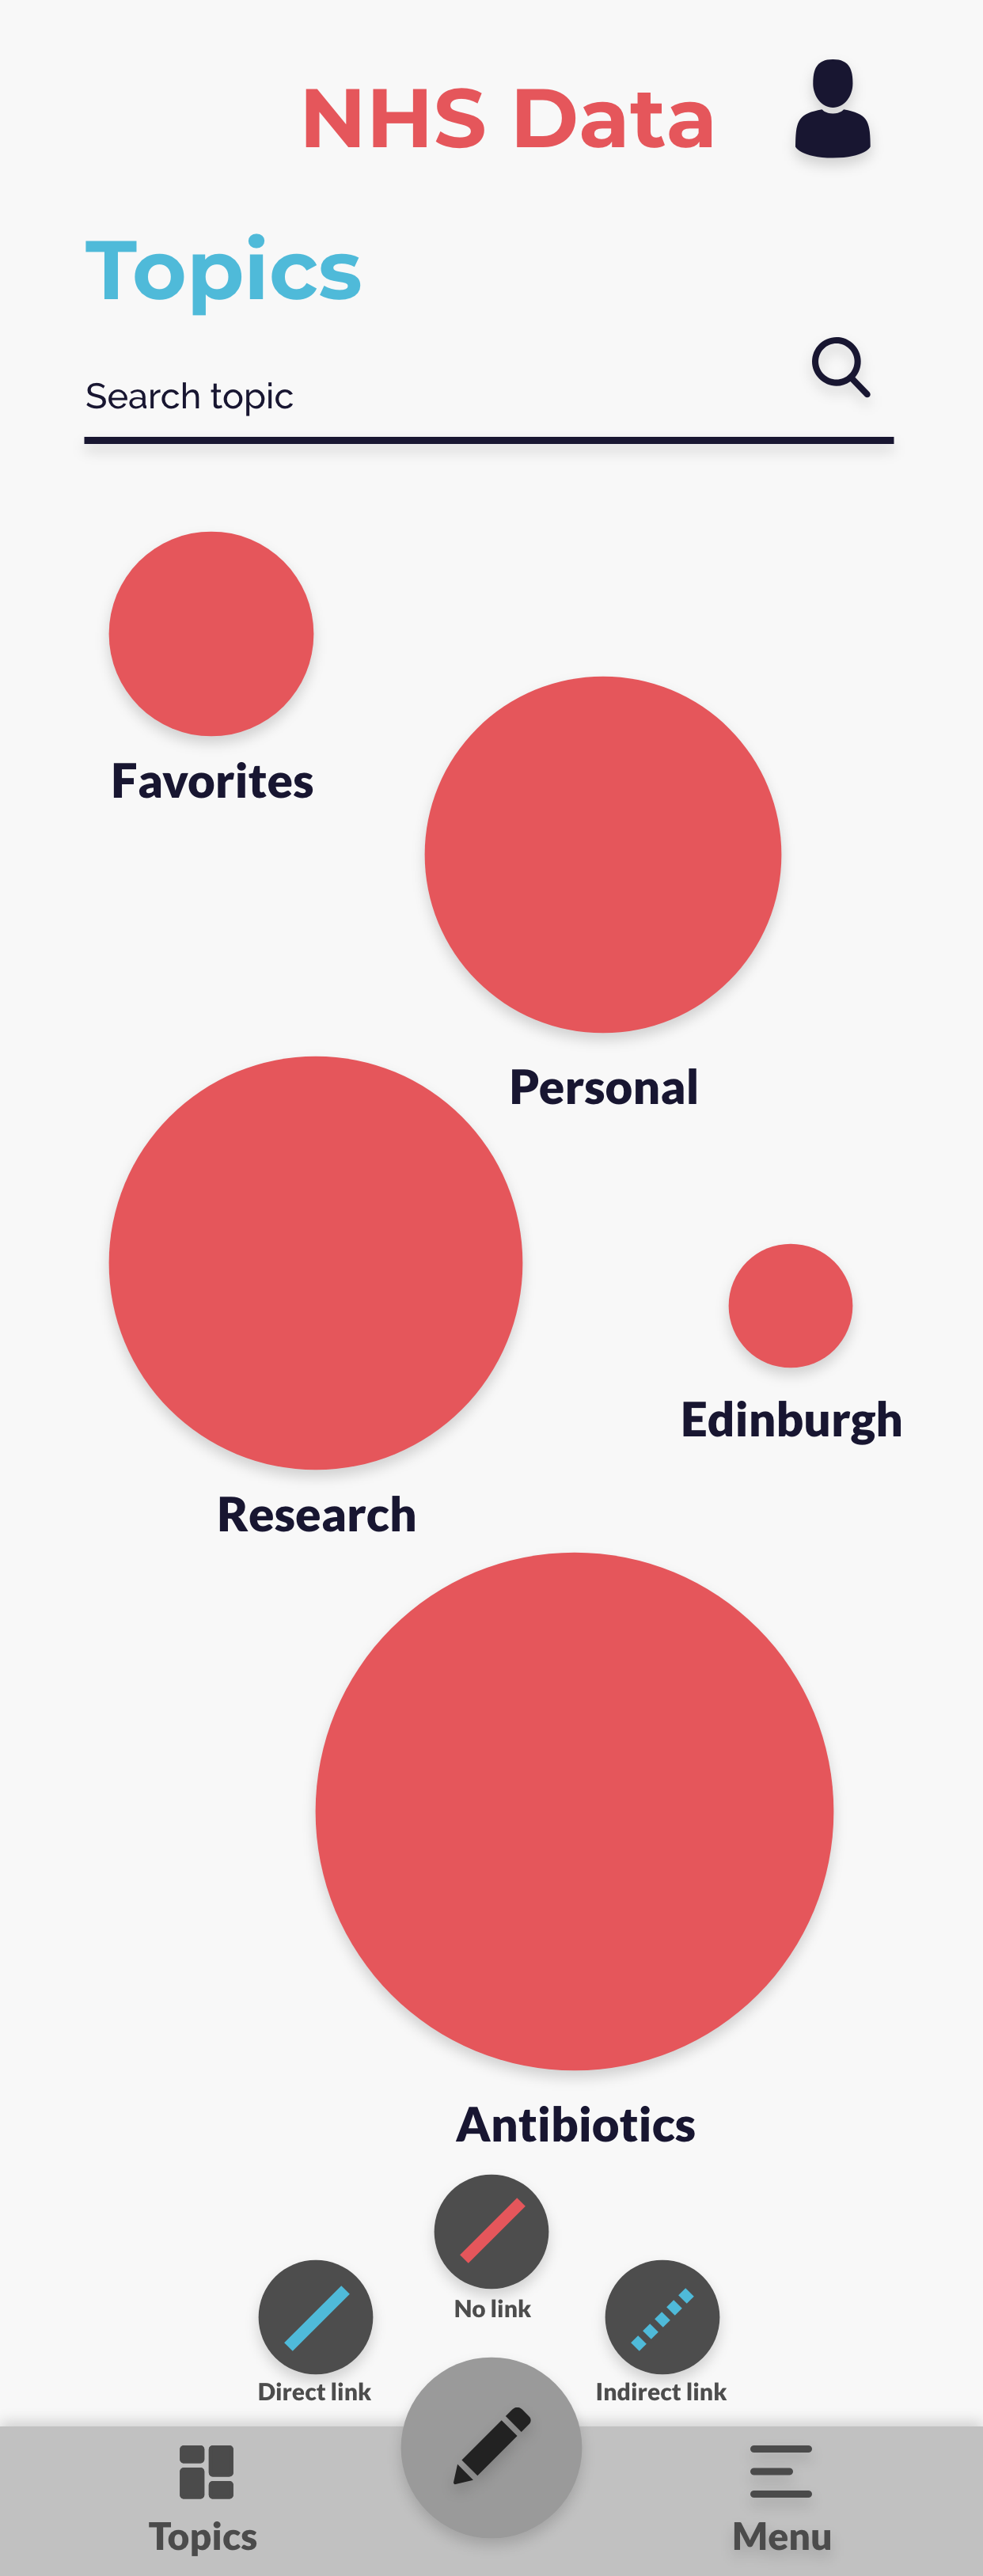 NHS Data
Topics
Search topic
Favorites
Personal
Edinburgh
Research
Antibiotics
No link
Direct link
Indirect link
Topics
Menu